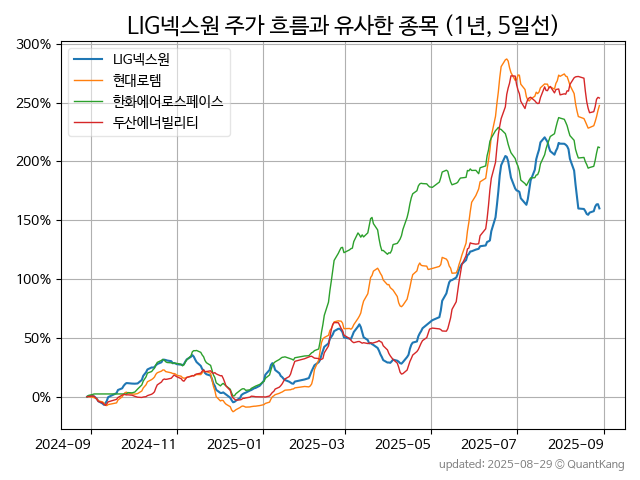 LIG넥스원 주가 흐름과 유사한 종목 (1년, 5일선)
300%
250%
200%
150%
100%
50%
0%
LIG넥스원
현대로템
한화에어로스페이스
두산에너빌리티
2024-09
2024-11
2025-01
2025-03
2025-05
2025-07
2025-09
updated: 2025-08-29 © QuantKang